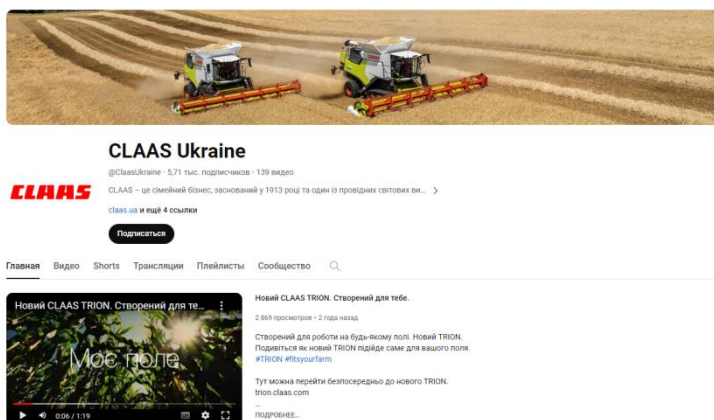 CLAAS Ukraine
@ClaasUkraine · 5,71 тыс. подписчиков · 139 видео
CLAAS
CLAAS – це сімейний бізнес, заснований у 1913 році та один із провідних світових ви...
claas.ua и ещё 4 ссылки
Подписаться
Главная Видео Shorts Трансляции Плейлисты Сообщество
Новий CLAAS TRION. Створений для те...
Моє поле
0:06 / 1:19
Новий CLAAS TRION. Створений для тебе.
2 869 просмотров • 2 года назад
Створений для роботи на будь-якому полі. Новий TRION.
Подивіться як новий TRION підійде саме для вашого поля.
#TRION #fitsyourfarm
Тут можна перейти безпосередньо до нового TRION.
trion.claas.com
...
ПОДРОБНЕЕ...